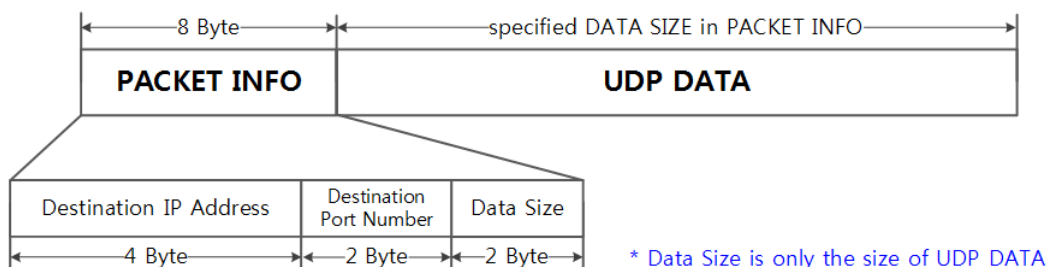 8 Byte specified DATA SIZE in PACKET INFO
PACKET INFO UDP DATA
Destination IP Address Destination Port Number Data Size
4 Byte 2 Byte 2 Byte * Data Size is only the size of UDP DATA